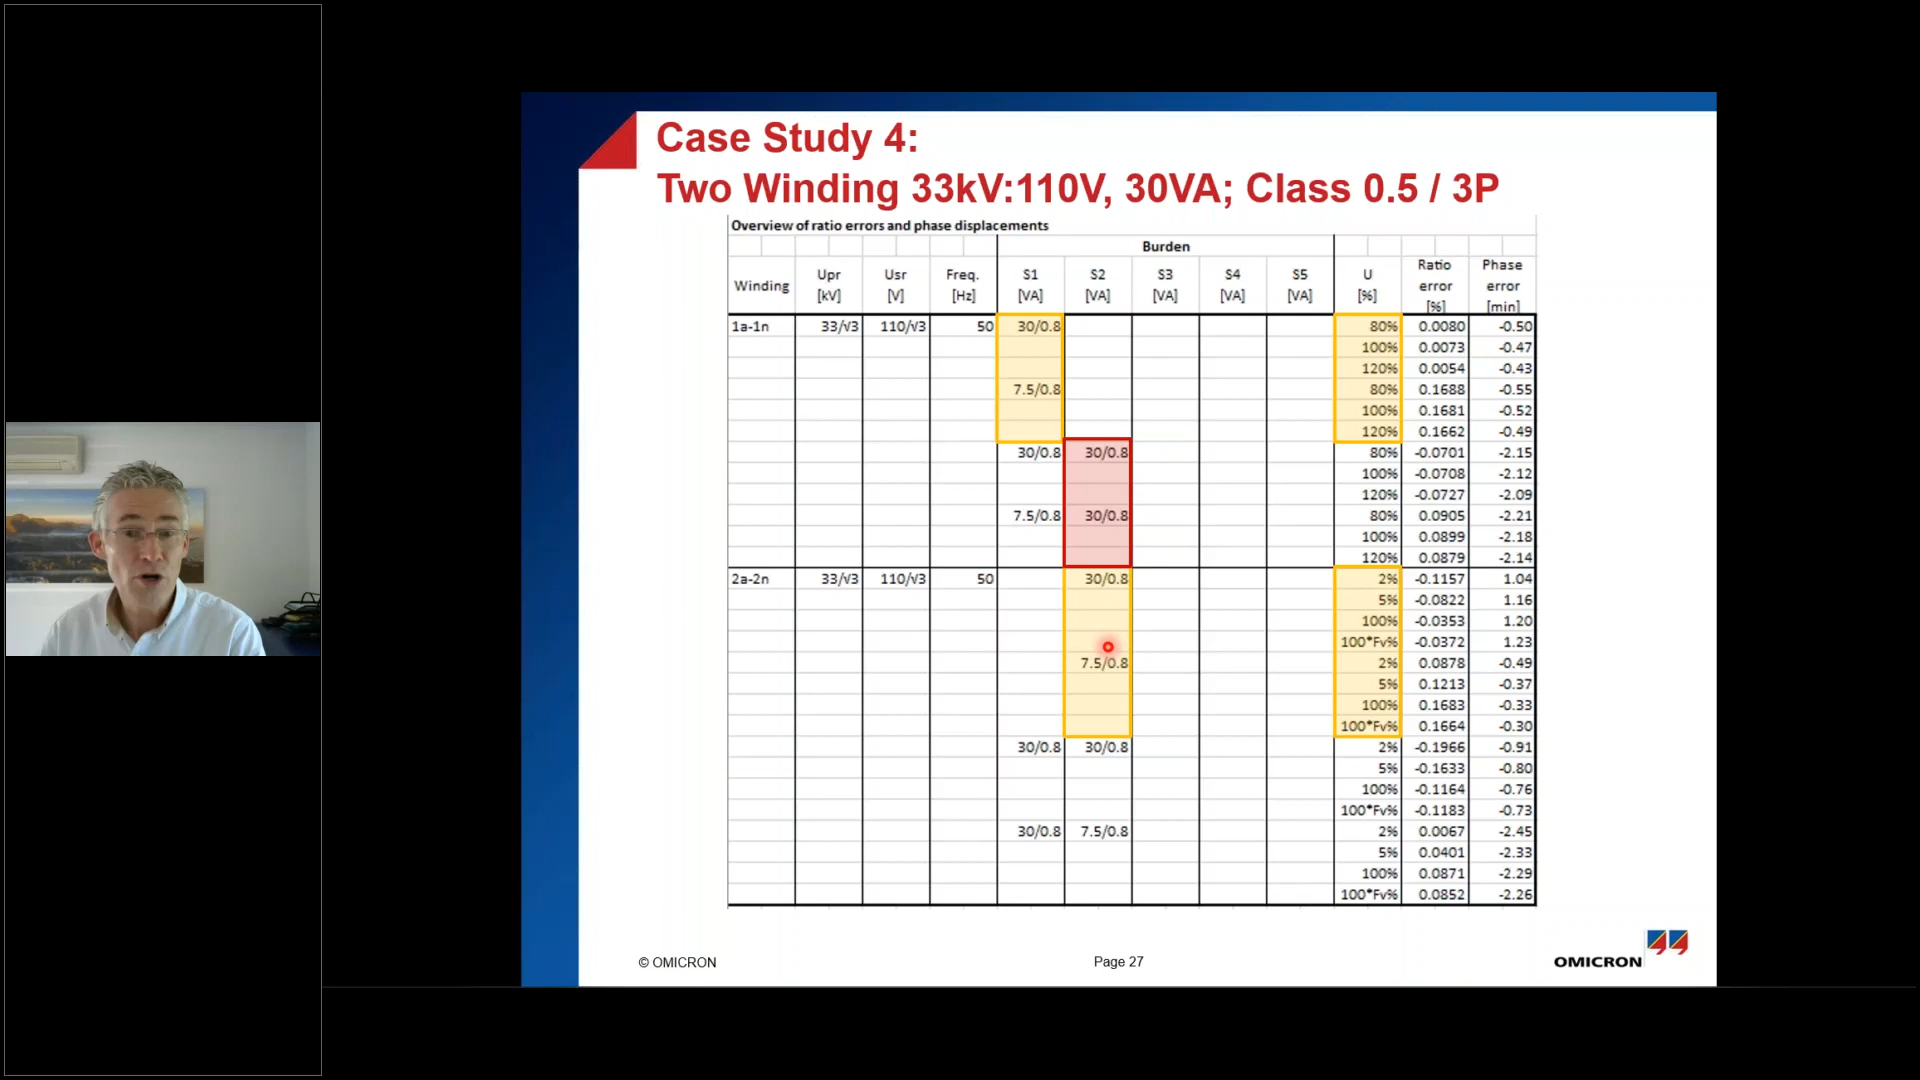 Case Study 4:
Two Winding 33kV:110V, 30VA; Class 0.5 / 3P
Overview of ratio errors and phase displacements
Burden
Winding Upr [kV] Usr [V] Freq. [Hz] S1 [VA] S2 [VA] S3 [VA] S4 [VA] S5 [VA] U [%] Ratio error [%] Phase error [min]
1a-1n 33/√3 110/√3 50 30/0.8 80% 0.0080 -0.50
100% 0.0073 -0.47
120% 0.0054 -0.43
7.5/0.8 80% 0.1688 -0.55
100% 0.1681 -0.52
120% 0.1662 -0.49
30/0.8 30/0.8 80% -0.0701 -2.15
100% -0.0708 -2.12
120% -0.0727 -2.09
7.5/0.8 30/0.8 80% 0.0905 -2.21
100% 0.0899 -2.18
120% 0.0879 -2.14
2a-2n 33/√3 110/√3 50 30/0.8 2% -0.1157 1.04
5% -0.0822 1.16
100% -0.0353 1.20
100*Fv% -0.0372 1.23
7.5/0.8 2% 0.0878 -0.49
5% 0.1213 -0.37
100% 0.1683 -0.33
100*Fv% 0.1664 -0.30
30/0.8 30/0.8 2% -0.1966 -0.91
5% -0.1633 -0.80
100% -0.1164 -0.76
100*Fv% -0.1183 -0.73
30/0.8 7.5/0.8 2% 0.0067 -2.45
5% 0.0401 -2.33
100% 0.0871 -2.29
100*Fv% 0.0852 -2.26
© OMICRON
Page 27
OMICRON